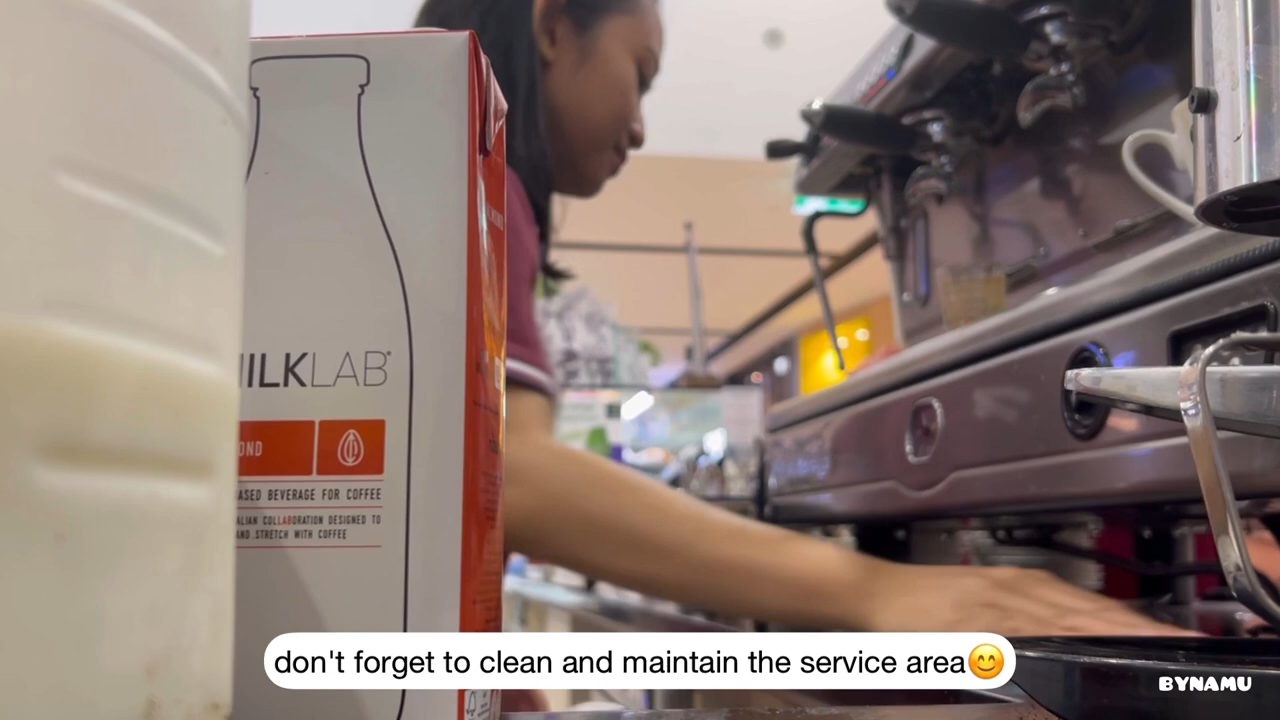 ILKLAB
OND
ASED BEVERAGE FOR COFFEE
ALIAN COLLABORATION DESIGNED TO
AND STRETCH WITH COFFEE
don't forget to clean and maintain the service area😊
BYNAMU